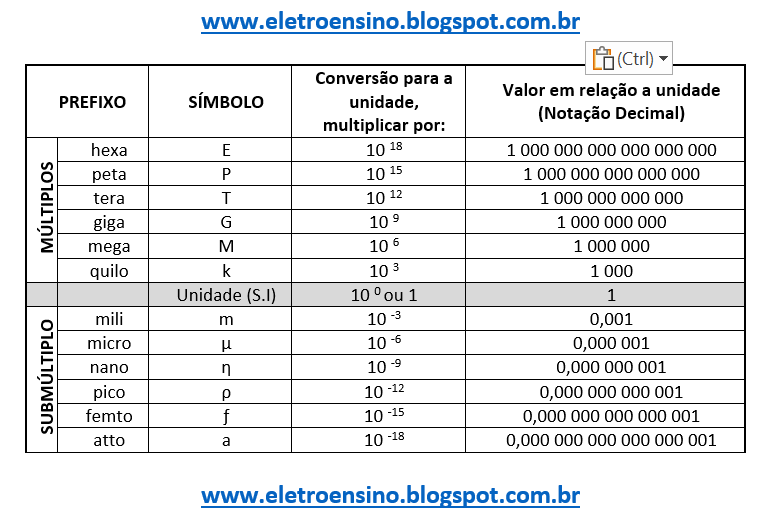 www.eletroensino.blogspot.com.br
(Ctrl)
PREFIXO SÍMBOLO Conversão para a unidade, multiplicar por: Valor em relação a unidade (Notação Decimal)
MÚLTIPLOS
hexa E 10 ¹⁸ 1 000 000 000 000 000 000
peta P 10 ¹⁵ 1 000 000 000 000 000
tera T 10 ¹² 1 000 000 000 000
giga G 10 ⁹ 1 000 000 000
mega M 10 ⁶ 1 000 000
quilo k 10 ³ 1 000
Unidade (S.I) 10 ⁰ ou 1 1
SUBMÚLTIPLO
mili m 10 ⁻³ 0,001
micro µ 10 ⁻⁶ 0,000 001
nano η 10 ⁻⁹ 0,000 000 001
pico ρ 10 ⁻¹² 0,000 000 000 001
femto ƒ 10 ⁻¹⁵ 0,000 000 000 000 001
atto a 10 ⁻¹⁸ 0,000 000 000 000 000 001
www.eletroensino.blogspot.com.br